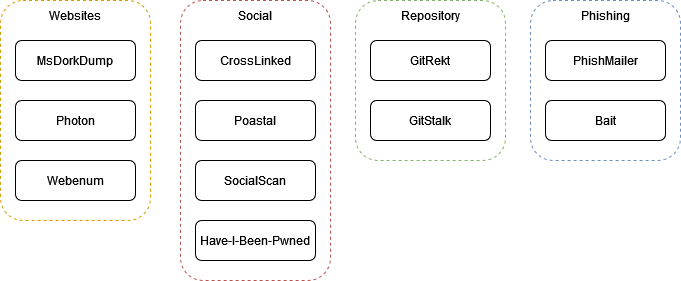 Websites
MsDorkDump
Photon
Webenum
Social
CrossLinked
Poastal
SocialScan
Have-I-Been-Pwned
Repository
GitRekt
GitStalk
Phishing
PhishMailer
Bait